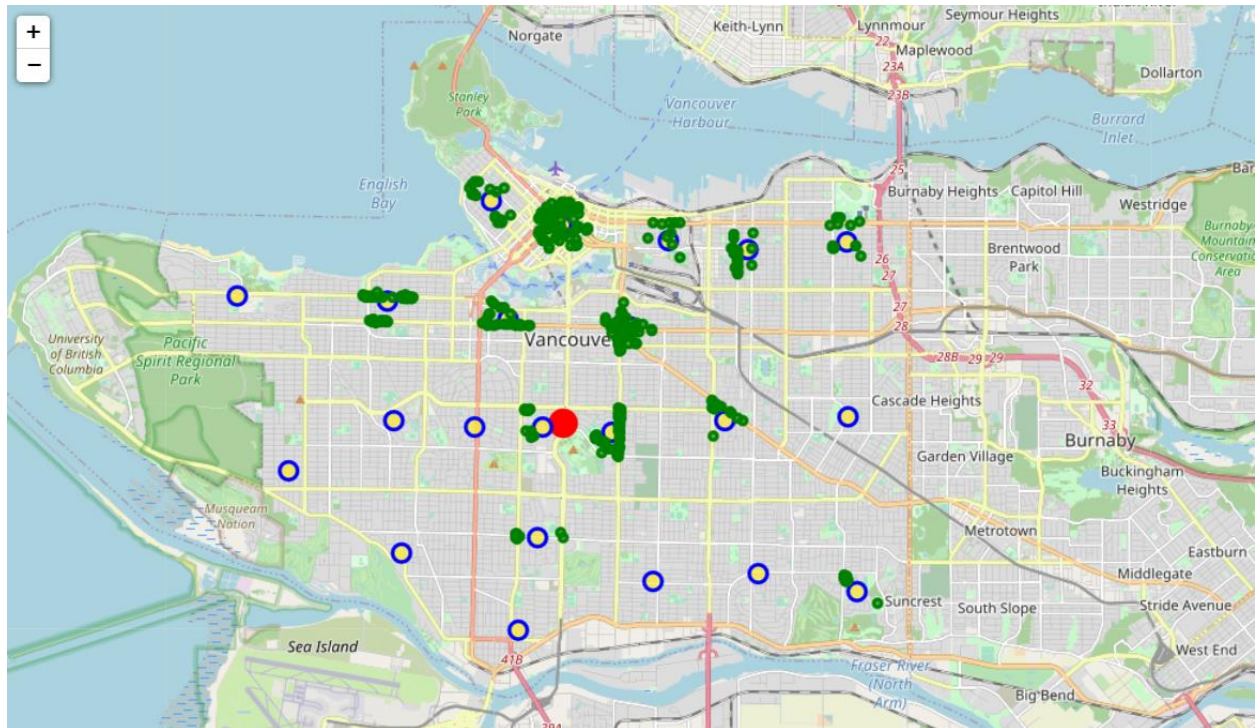 +
−
Norgate
Keith-Lynn
Lynnmour
Seymour Heights
22
Maplewood
23A
Dollarton
23B
Stanley
Park
Vancouver
Harbour
Burrard
Inlet
English
Bay
25
Burnaby Heights
Capitol Hill
Westridge
Brentwood
Park
26
27
27
27
28
28B
29
29
32
33
University
of British
Columbia
Pacific
Spirit Regional
Park
Vancouve
Cascade Heights
Burnaby
Garden Village
Buckingham
Heights
Musqueam
Nation
Metrotown
Eastburn
Middlegate
Suncrest
South Slope
Stride Avenue
Sea Island
41B
West End
Fraser River
(North
Arm)
Big Bend
39A
Burnaby
Mountain
Conservation
Area